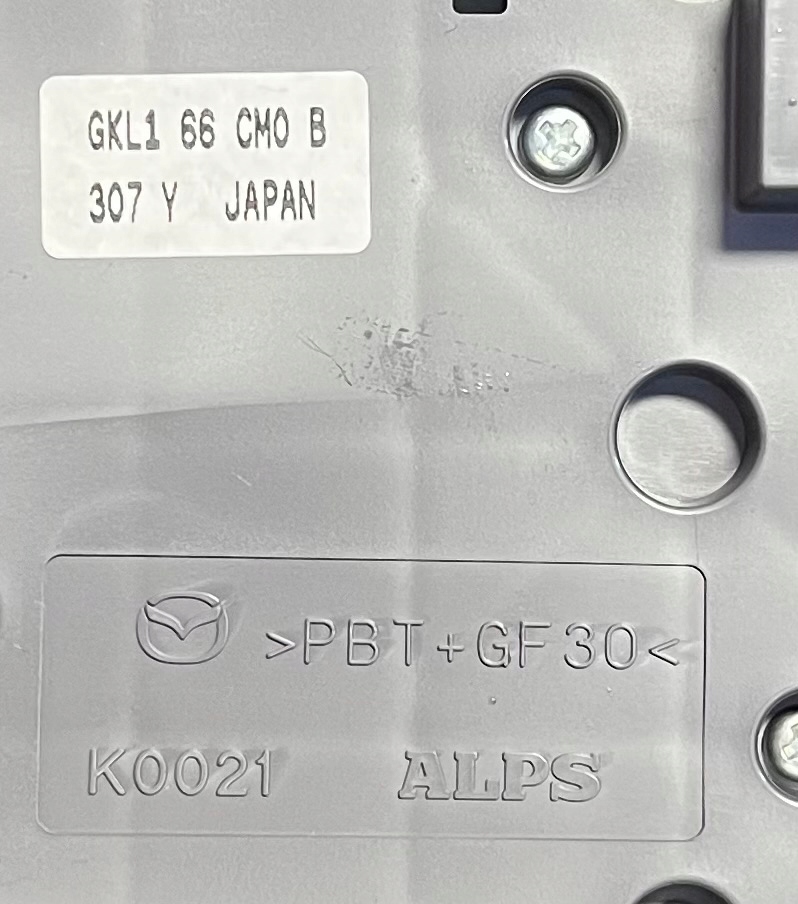 GKL1 66 CM0 B
307 Y JAPAN
>PBT+GF30<
K0021 ALPS